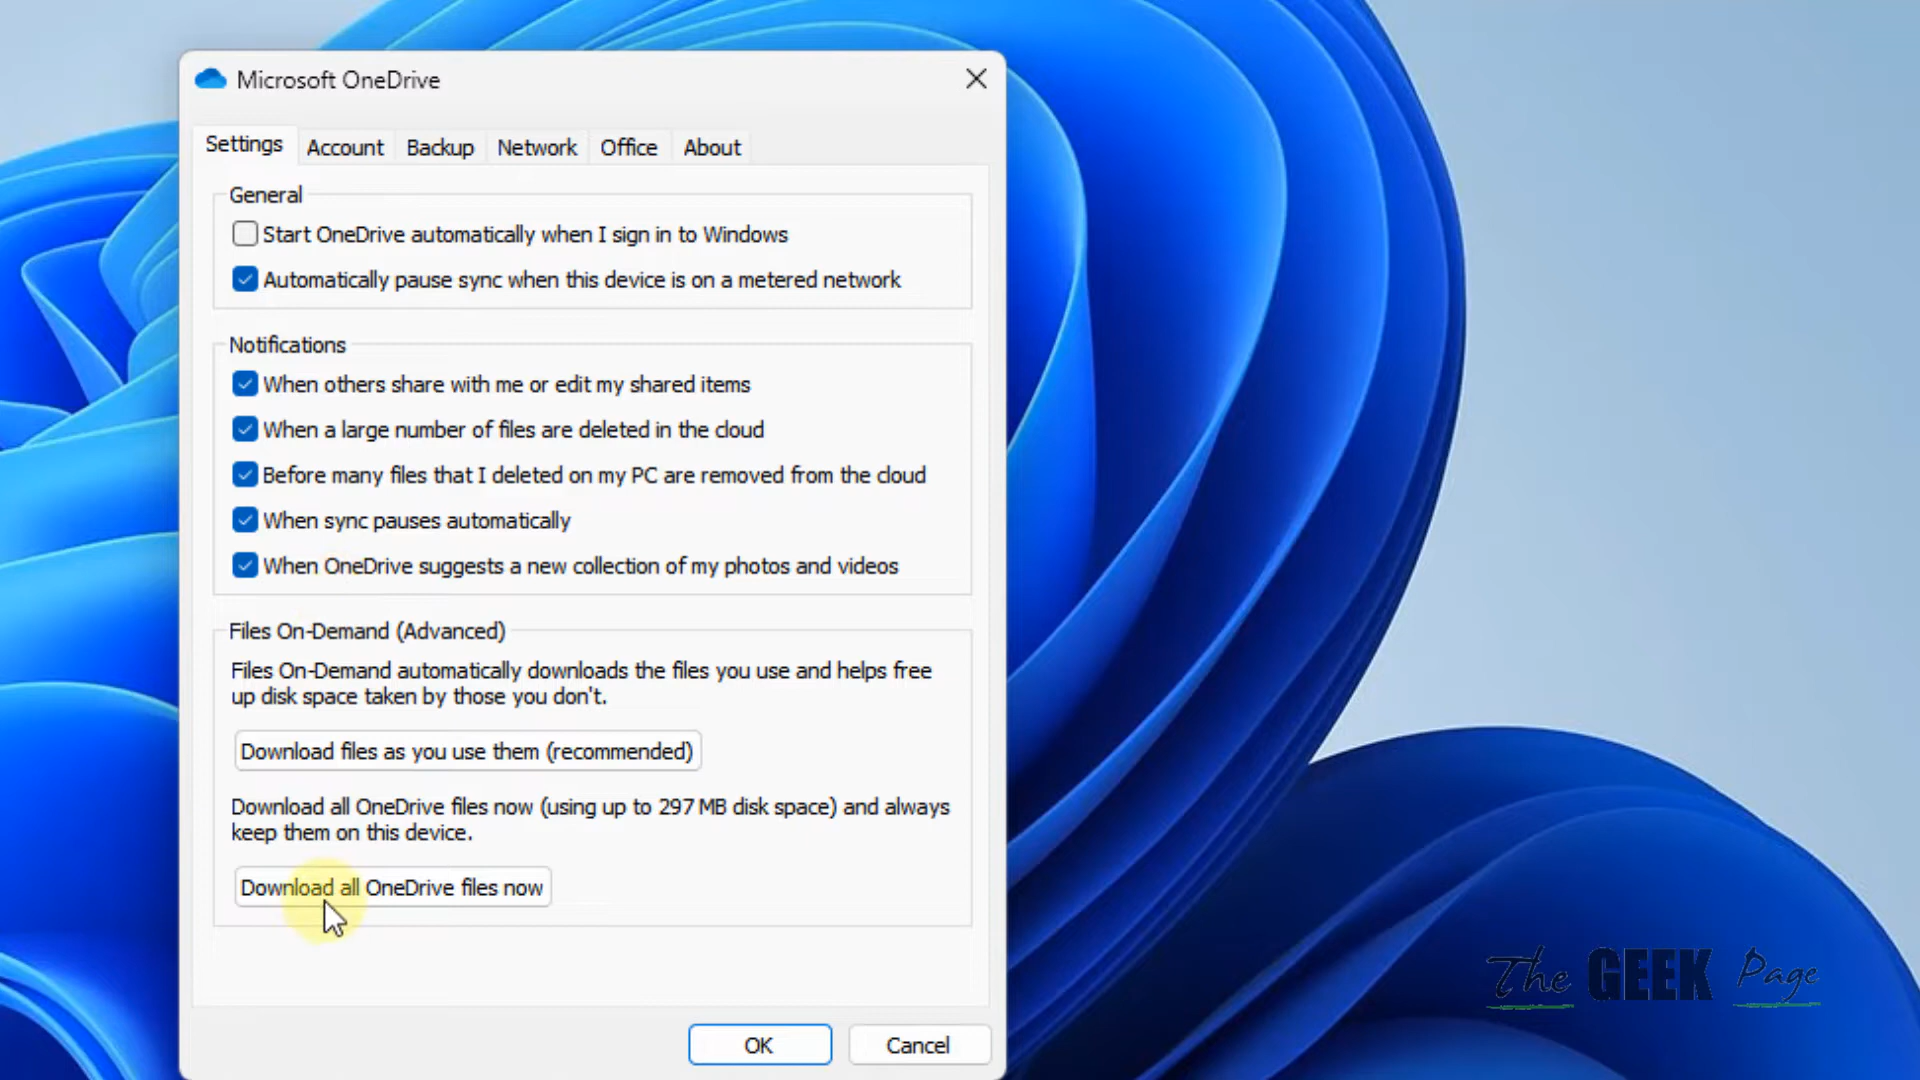 Microsoft OneDrive
Settings
Account
Backup
Network
Office
About
General
Start OneDrive automatically when I sign in to Windows
Automatically pause sync when this device is on a metered network
Notifications
When others share with me or edit my shared items
When a large number of files are deleted in the cloud
Before many files that I deleted on my PC are removed from the cloud
When sync pauses automatically
When OneDrive suggests a new collection of my photos and videos
Files On-Demand (Advanced)
Files On-Demand automatically downloads the files you use and helps free
up disk space taken by those you don't.
Download files as you use them (recommended)
Download all OneDrive files now (using up to 297 MB disk space) and always
keep them on this device.
Download all OneDrive files now
The GEEK Page
OK
Cancel